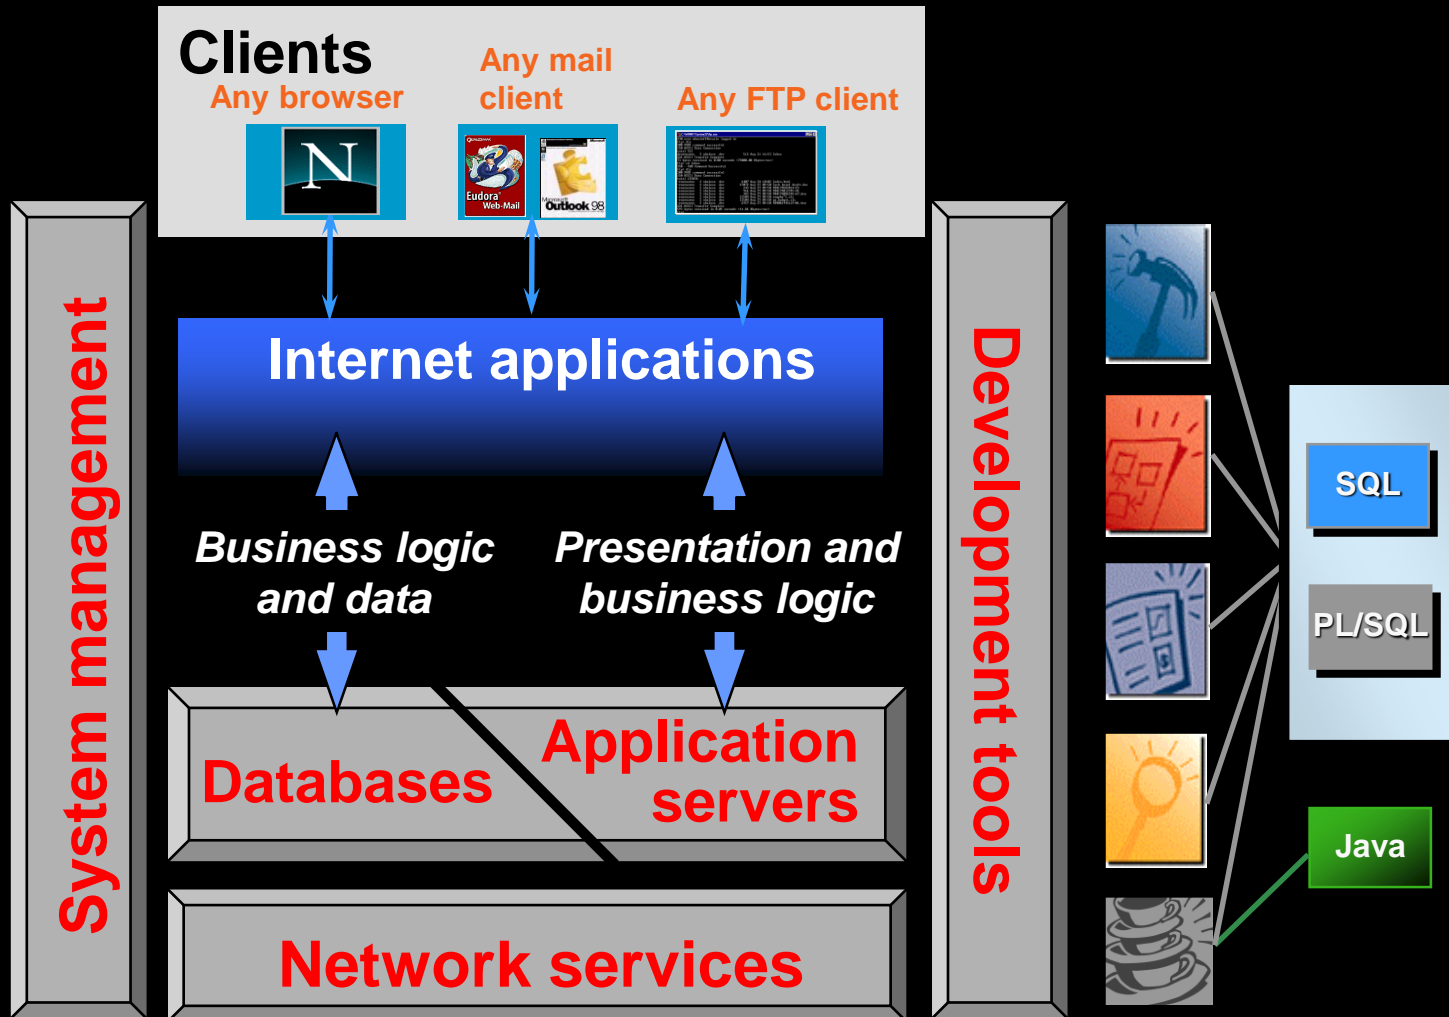 Clients
Any browser
Any mail
client
Any FTP client
N
Eudora
Web-Mail
Microsoft
Outlook 98
System management
Internet applications
Business logic
and data
Presentation and
business logic
Databases
Application
servers
Network services
Development tools
SQL
PL/SQL
Java